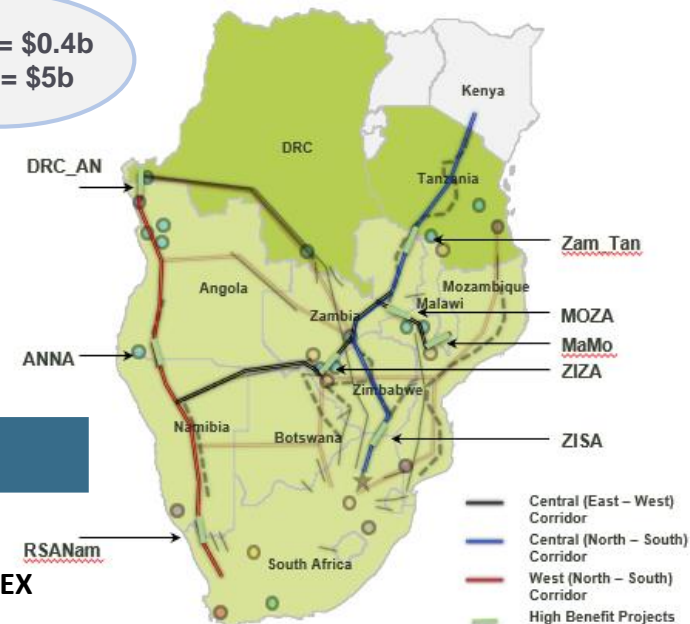 = $0.4b
= $5b
Kenya
DRC
DRC_AN
Tanzania
Zam_Tan
Angola
Mozambique
Malawi
Zambia
MOZA
MaMo
ANNA
ZIZA
Zimbabwe
Namibia
Botswana
ZISA
Central (East – West)
Corridor
Central (North – South)
Corridor
RSANam
South Africa
West (North – South)
Corridor
EX
High Benefit Projects